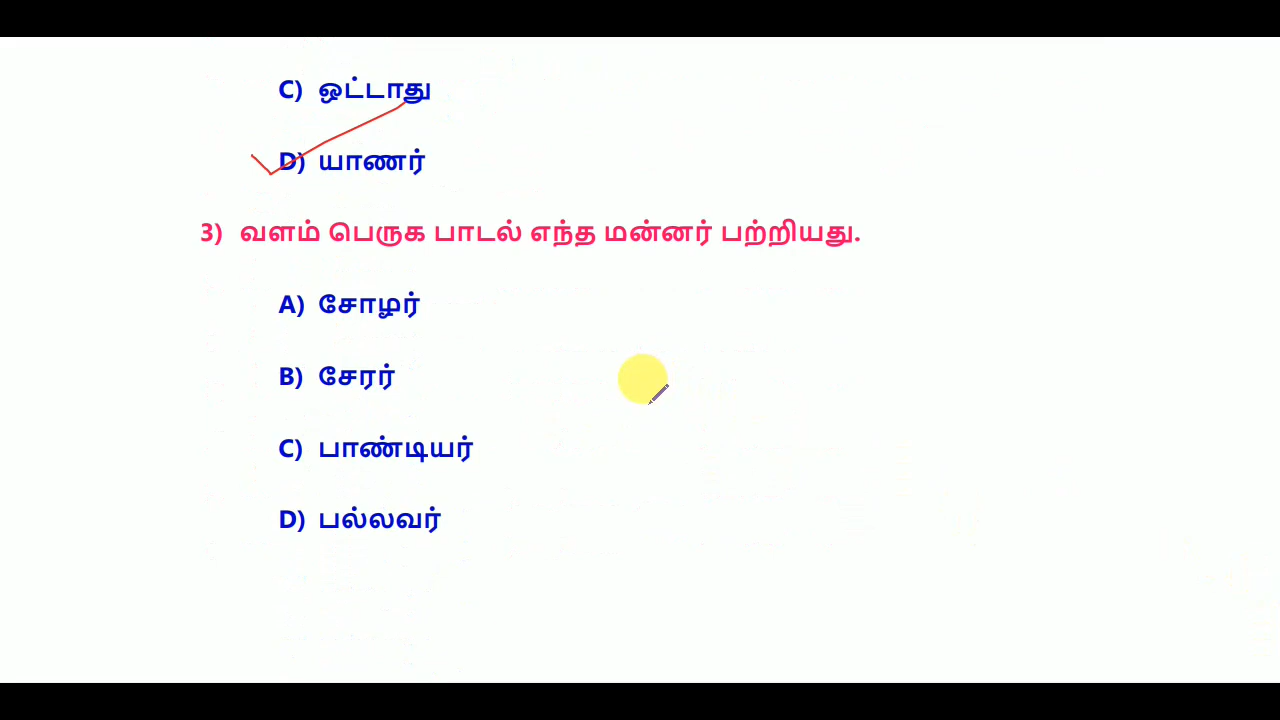 C) ஒட்டாது
D) யாணர்
3) வளம் பெருக பாடல் எந்த மன்னர் பற்றியது.
A) சோழர்
B) சேரர்
C) பாண்டியர்
D) பல்லவர்